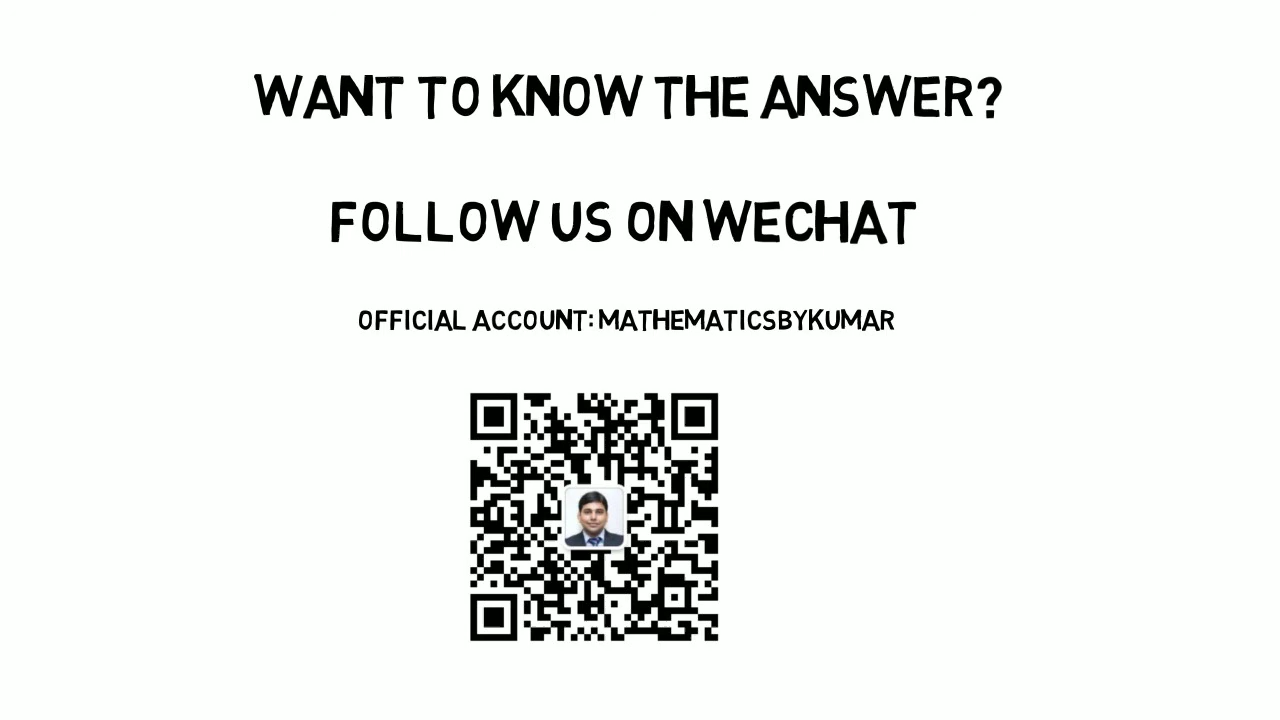 WANT TO KNOW THE ANSWER?
FOLLOW US ON WECHAT
OFFICIAL ACCOUNT: MATHEMATICSBYKUMAR